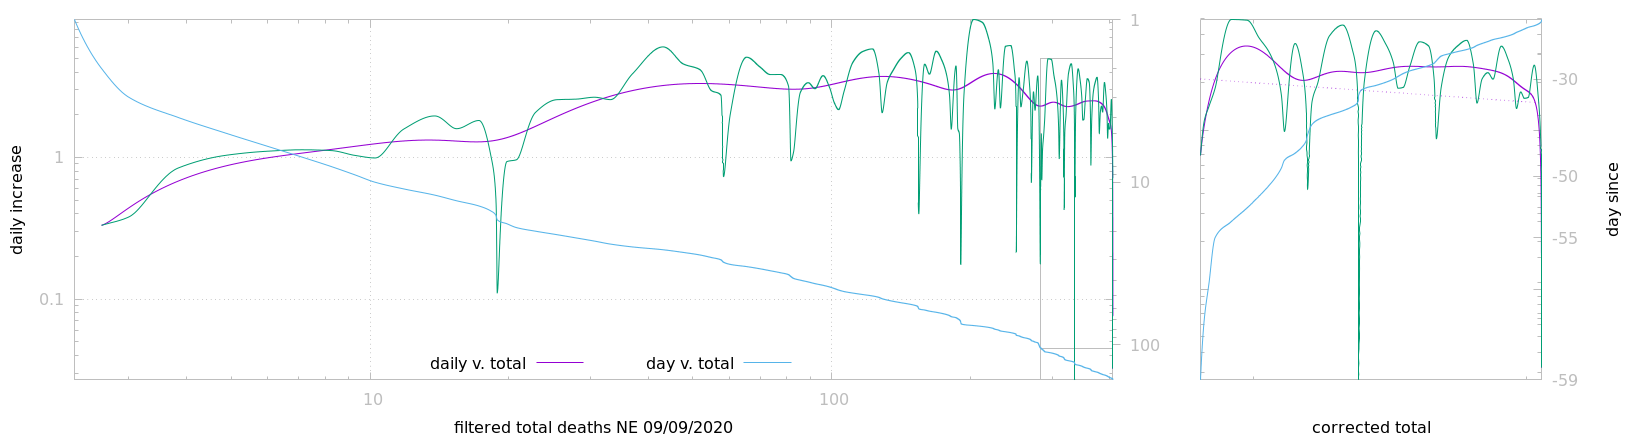 1
-30
10
-50
-55
1
0.1
daily increase
day since
daily v. total
day v. total
100
-59
10
100
filtered total deaths NE 09/09/2020
corrected total